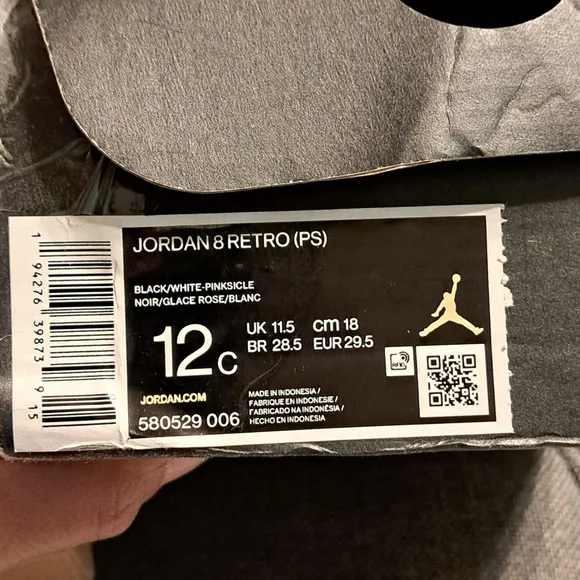 JORDAN 8 RETRO (PS)
BLACK/WHITE-PINKSICLE
NOIR/GLACE ROSE/BLANC
12C
UK 11.5 cm 18
BR 28.5 EUR 29.5
RFID
JORDAN.COM
580529 006
MADE IN INDONESIA /
FABRIQUE EN INDONESIE /
FABRICADO NA INDONÉSIA /
HECHO EN INDONESIA
1 94276 39873 9 15